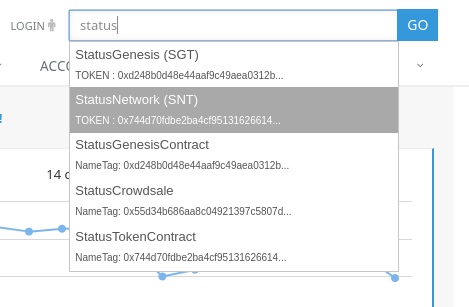 LOGIN
status
GO
StatusGenesis (SGT)
TOKEN : 0xd248b0d48e44aaf9c49aea0312b...
StatusNetwork (SNT)
TOKEN : 0x744d70fdbe2ba4cf95131626614...
StatusGenesisContract
NameTag: 0xd248b0d48e44aaf9c49aea0312b...
StatusCrowdsale
NameTag: 0x55d34b686aa8c04921397c5807d...
StatusTokenContract
NameTag: 0x744d70fdbe2ba4cf95131626614...
ACCO
!
14 d